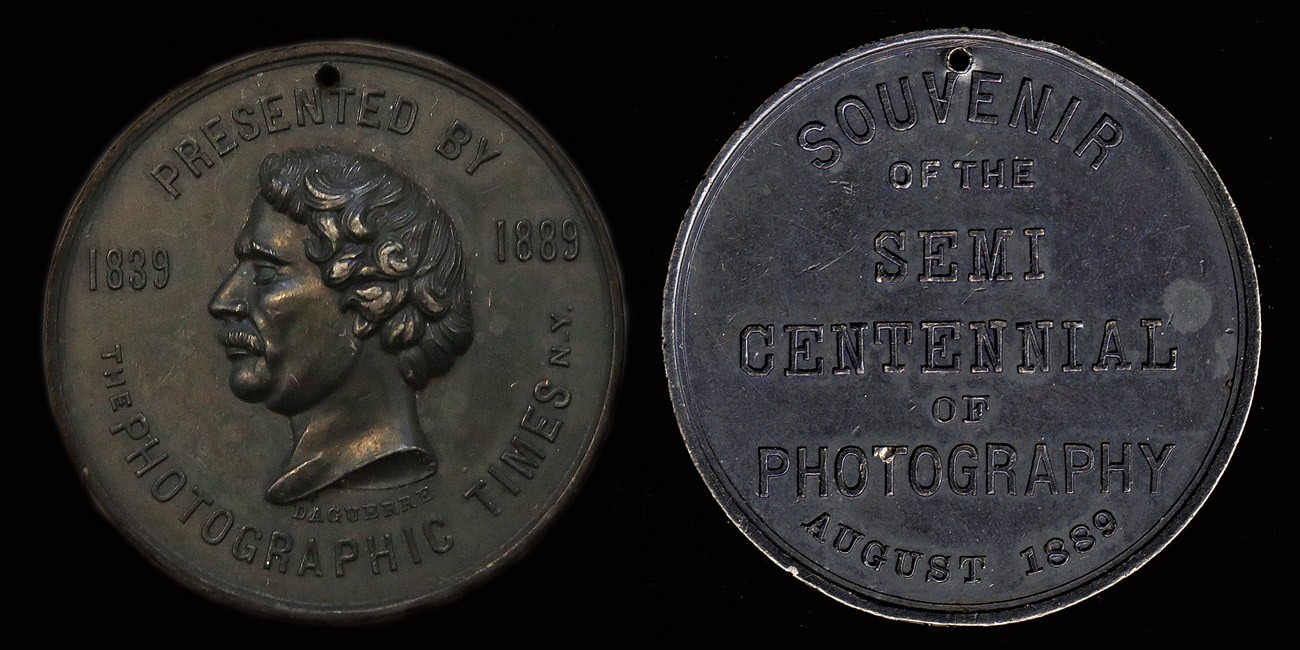 PRESENTED BY
1839
1889
THE PHOTOGRAPHIC TIMES N.Y.
DAGUERRE
SOUVENIR
OF THE
SEMI
CENTENNIAL
OF
PHOTOGRAPHY
AUGUST 1889